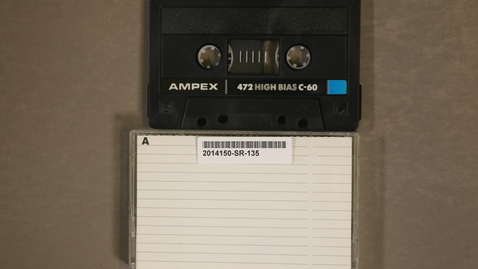 AMPEX 472 HIGH BIAS C-60
A
2014150-SR-135